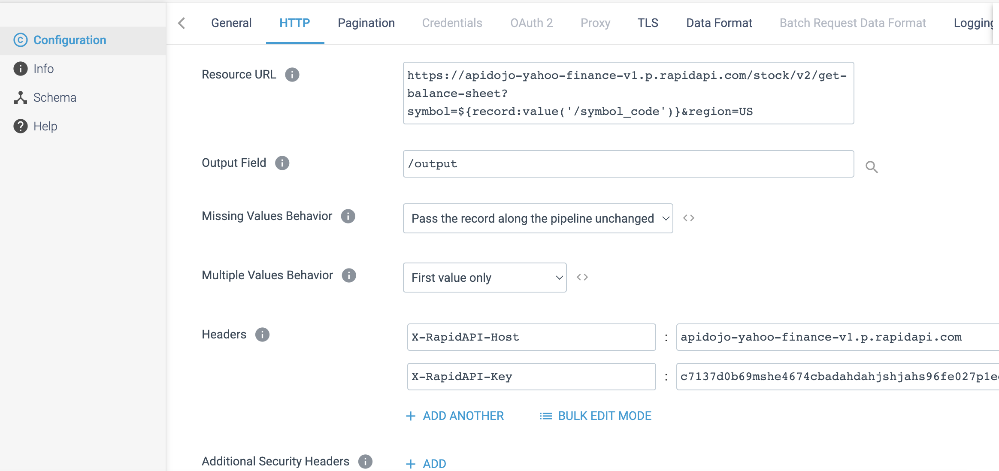 General HTTP Pagination Credentials OAuth 2 Proxy TLS Data Format Batch Request Data Format Logging
Configuration
Info
Schema
Help
Resource URL
https://apidojo-yahoo-finance-v1.p.rapidapi.com/stock/v2/get-
balance-sheet?
symbol=${record:value('/symbol_code')}&region=US
Output Field
/output
Missing Values Behavior
Pass the record along the pipeline unchanged
Multiple Values Behavior
First value only
Headers
X-RapidAPI-Host : apidojo-yahoo-finance-v1.p.rapidapi.com
X-RapidAPI-Key : c7137d0b69mshe4674cbadahdahjshjahs96fe027p1e
ADD ANOTHER
BULK EDIT MODE
Additional Security Headers
ADD